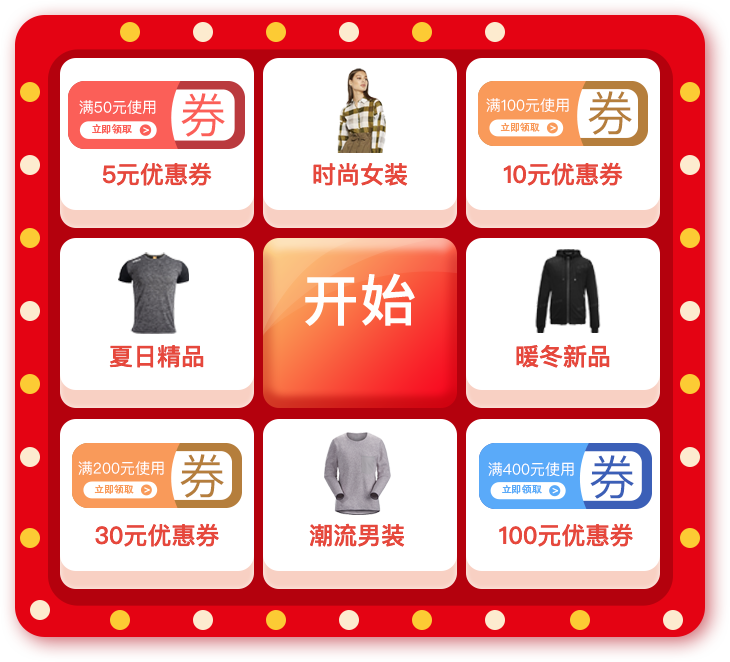 满50元使用
券
立即领取
5元优惠券
时尚女装
满100元使用
券
立即领取
10元优惠券
夏日精品
开始
暖冬新品
满200元使用
券
立即领取
30元优惠券
潮流男装
满400元使用
券
立即领取
100元优惠券